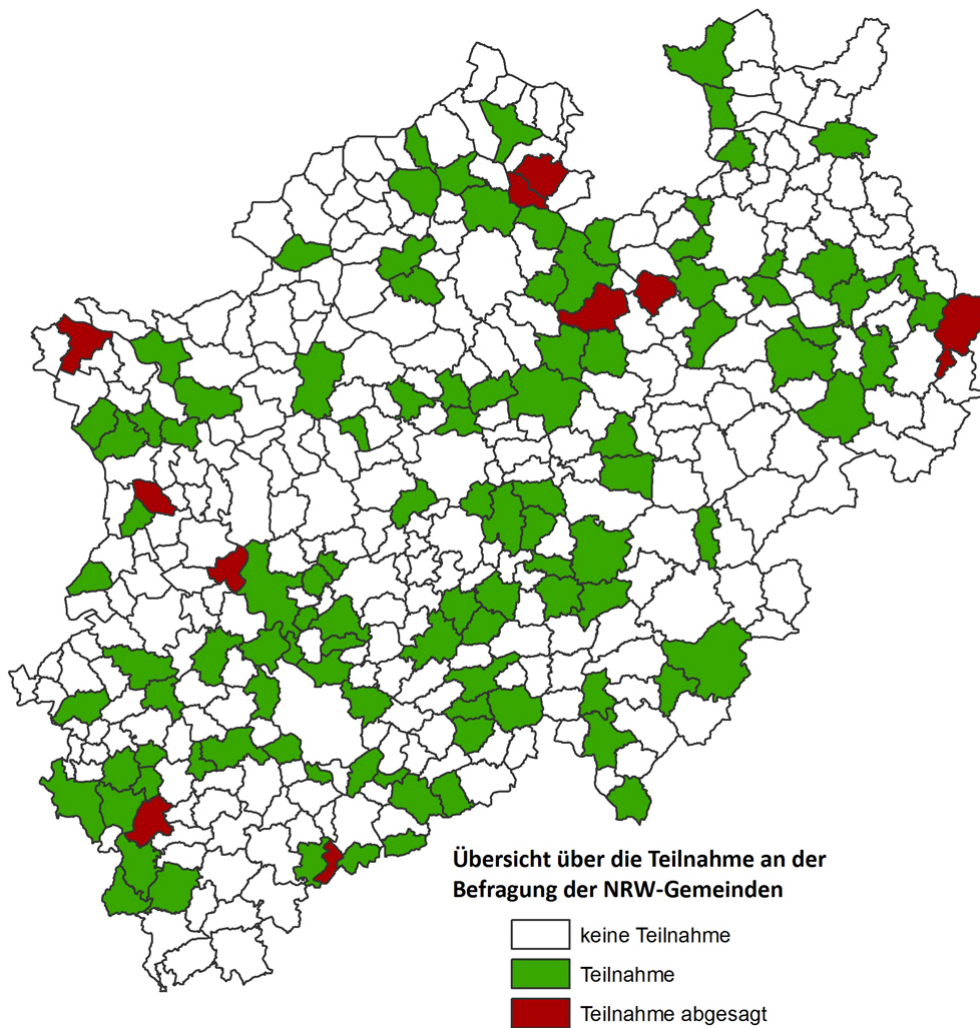 Übersicht über die Teilnahme an der
Befragung der NRW-Gemeinden
keine Teilnahme
Teilnahme
Teilnahme abgesagt